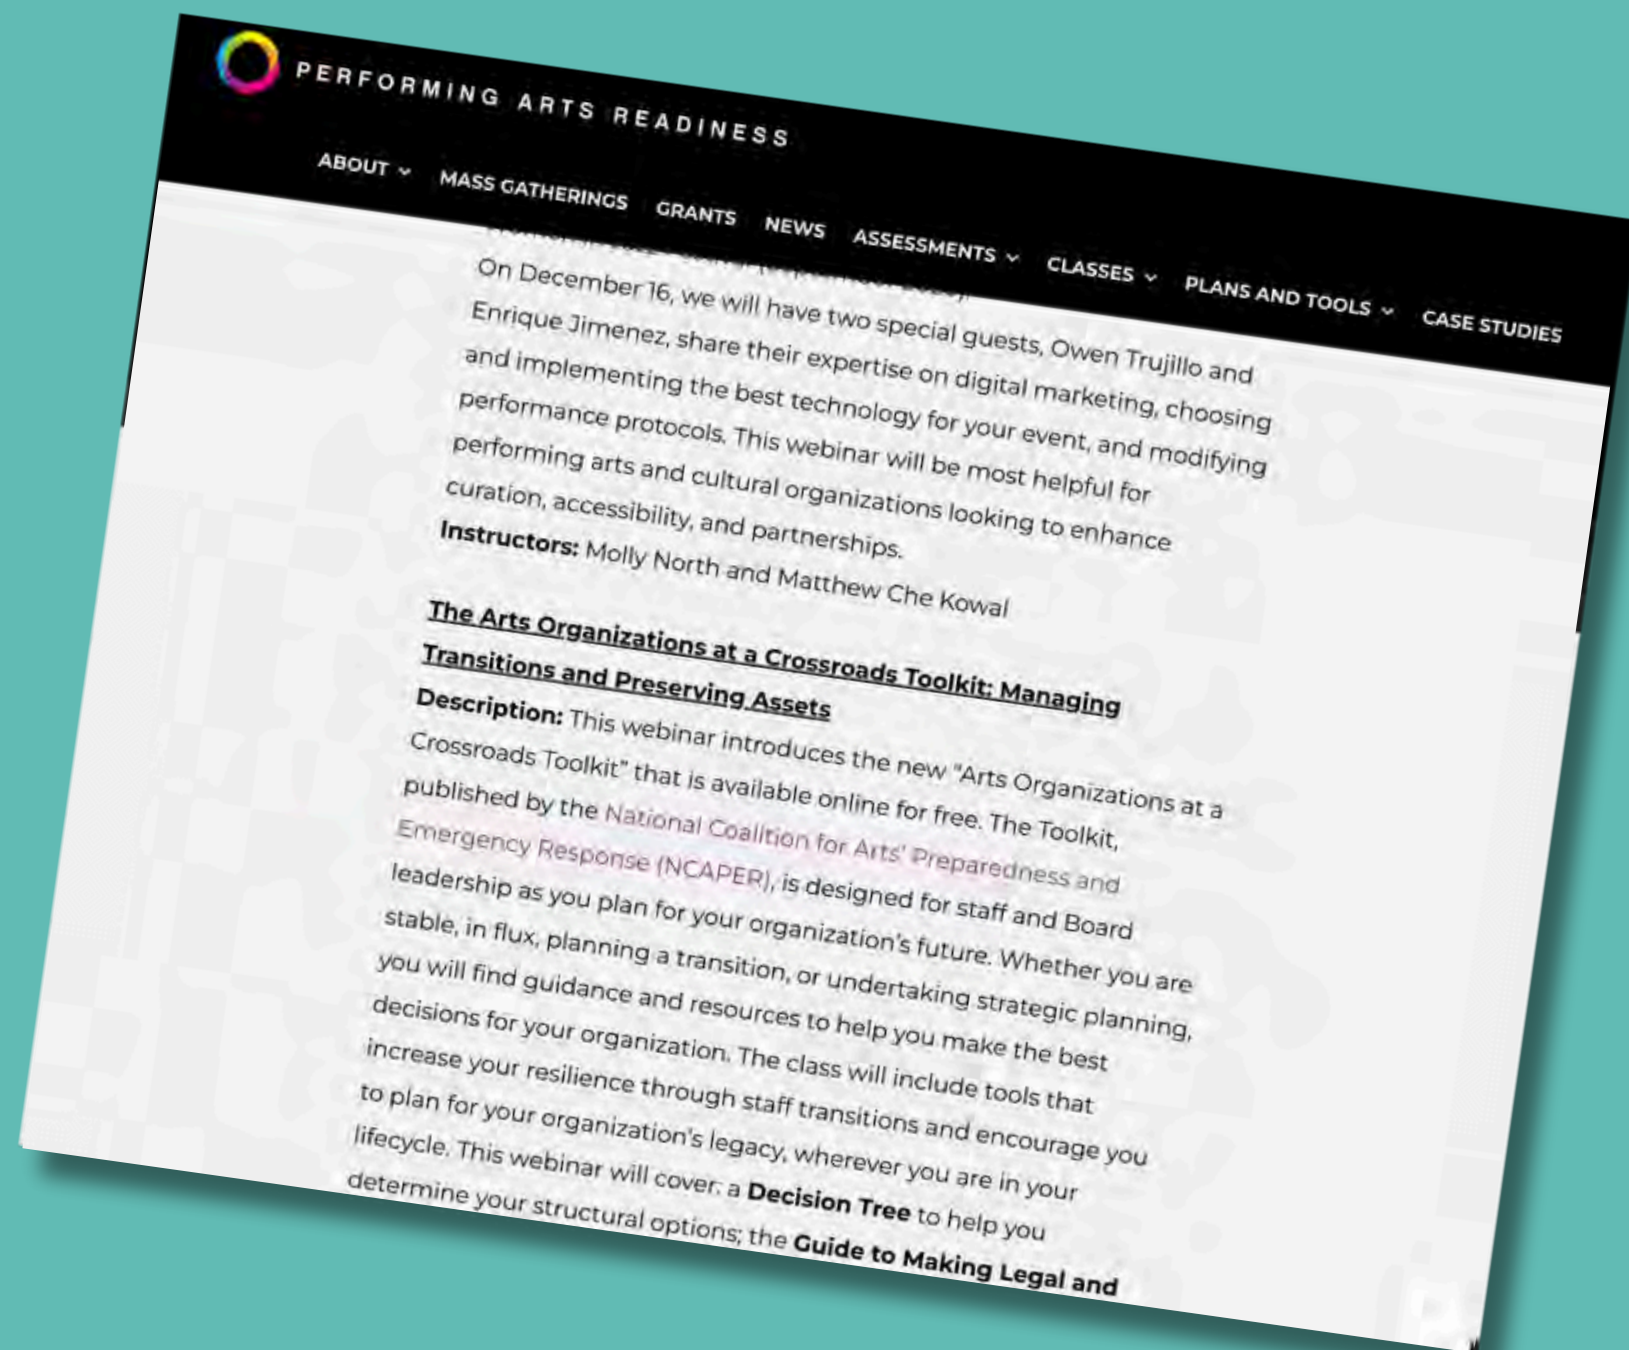 PERFORMING ARTS READINESS
ABOUT
MASS GATHERINGS
GRANTS
NEWS
ASSESSMENTS
CLASSES
PLANS AND TOOLS
CASE STUDIES
On December 16, we will have two special guests, Owen Trujillo and
Enrique Jimenez, share their expertise on digital marketing, choosing
and implementing the best technology for your event, and modifying
performance protocols. This webinar will be most helpful for
performing arts and cultural organizations looking to enhance
curation, accessibility, and partnerships.
Instructors: Molly North and Matthew Che Kowal
The Arts Organizations at a Crossroads Toolkit: Managing
Transitions and Preserving Assets
Description: This webinar introduces the new “Arts Organizations at a
Crossroads Toolkit” that is available online for free. The Toolkit,
published by the National Coalition for Arts’ Preparedness and
Emergency Response (NCAPER), is designed for staff and Board
leadership as you plan for your organization’s future. Whether you are
stable, in flux, planning a transition, or undertaking strategic planning,
you will find guidance and resources to help you make the best
decisions for your organization. The class will include tools that
increase your resilience through staff transitions and encourage you
to plan for your organization’s legacy, wherever you are in your
lifecycle. This webinar will cover: a Decision Tree to help you
determine your structural options; the Guide to Making Legal and